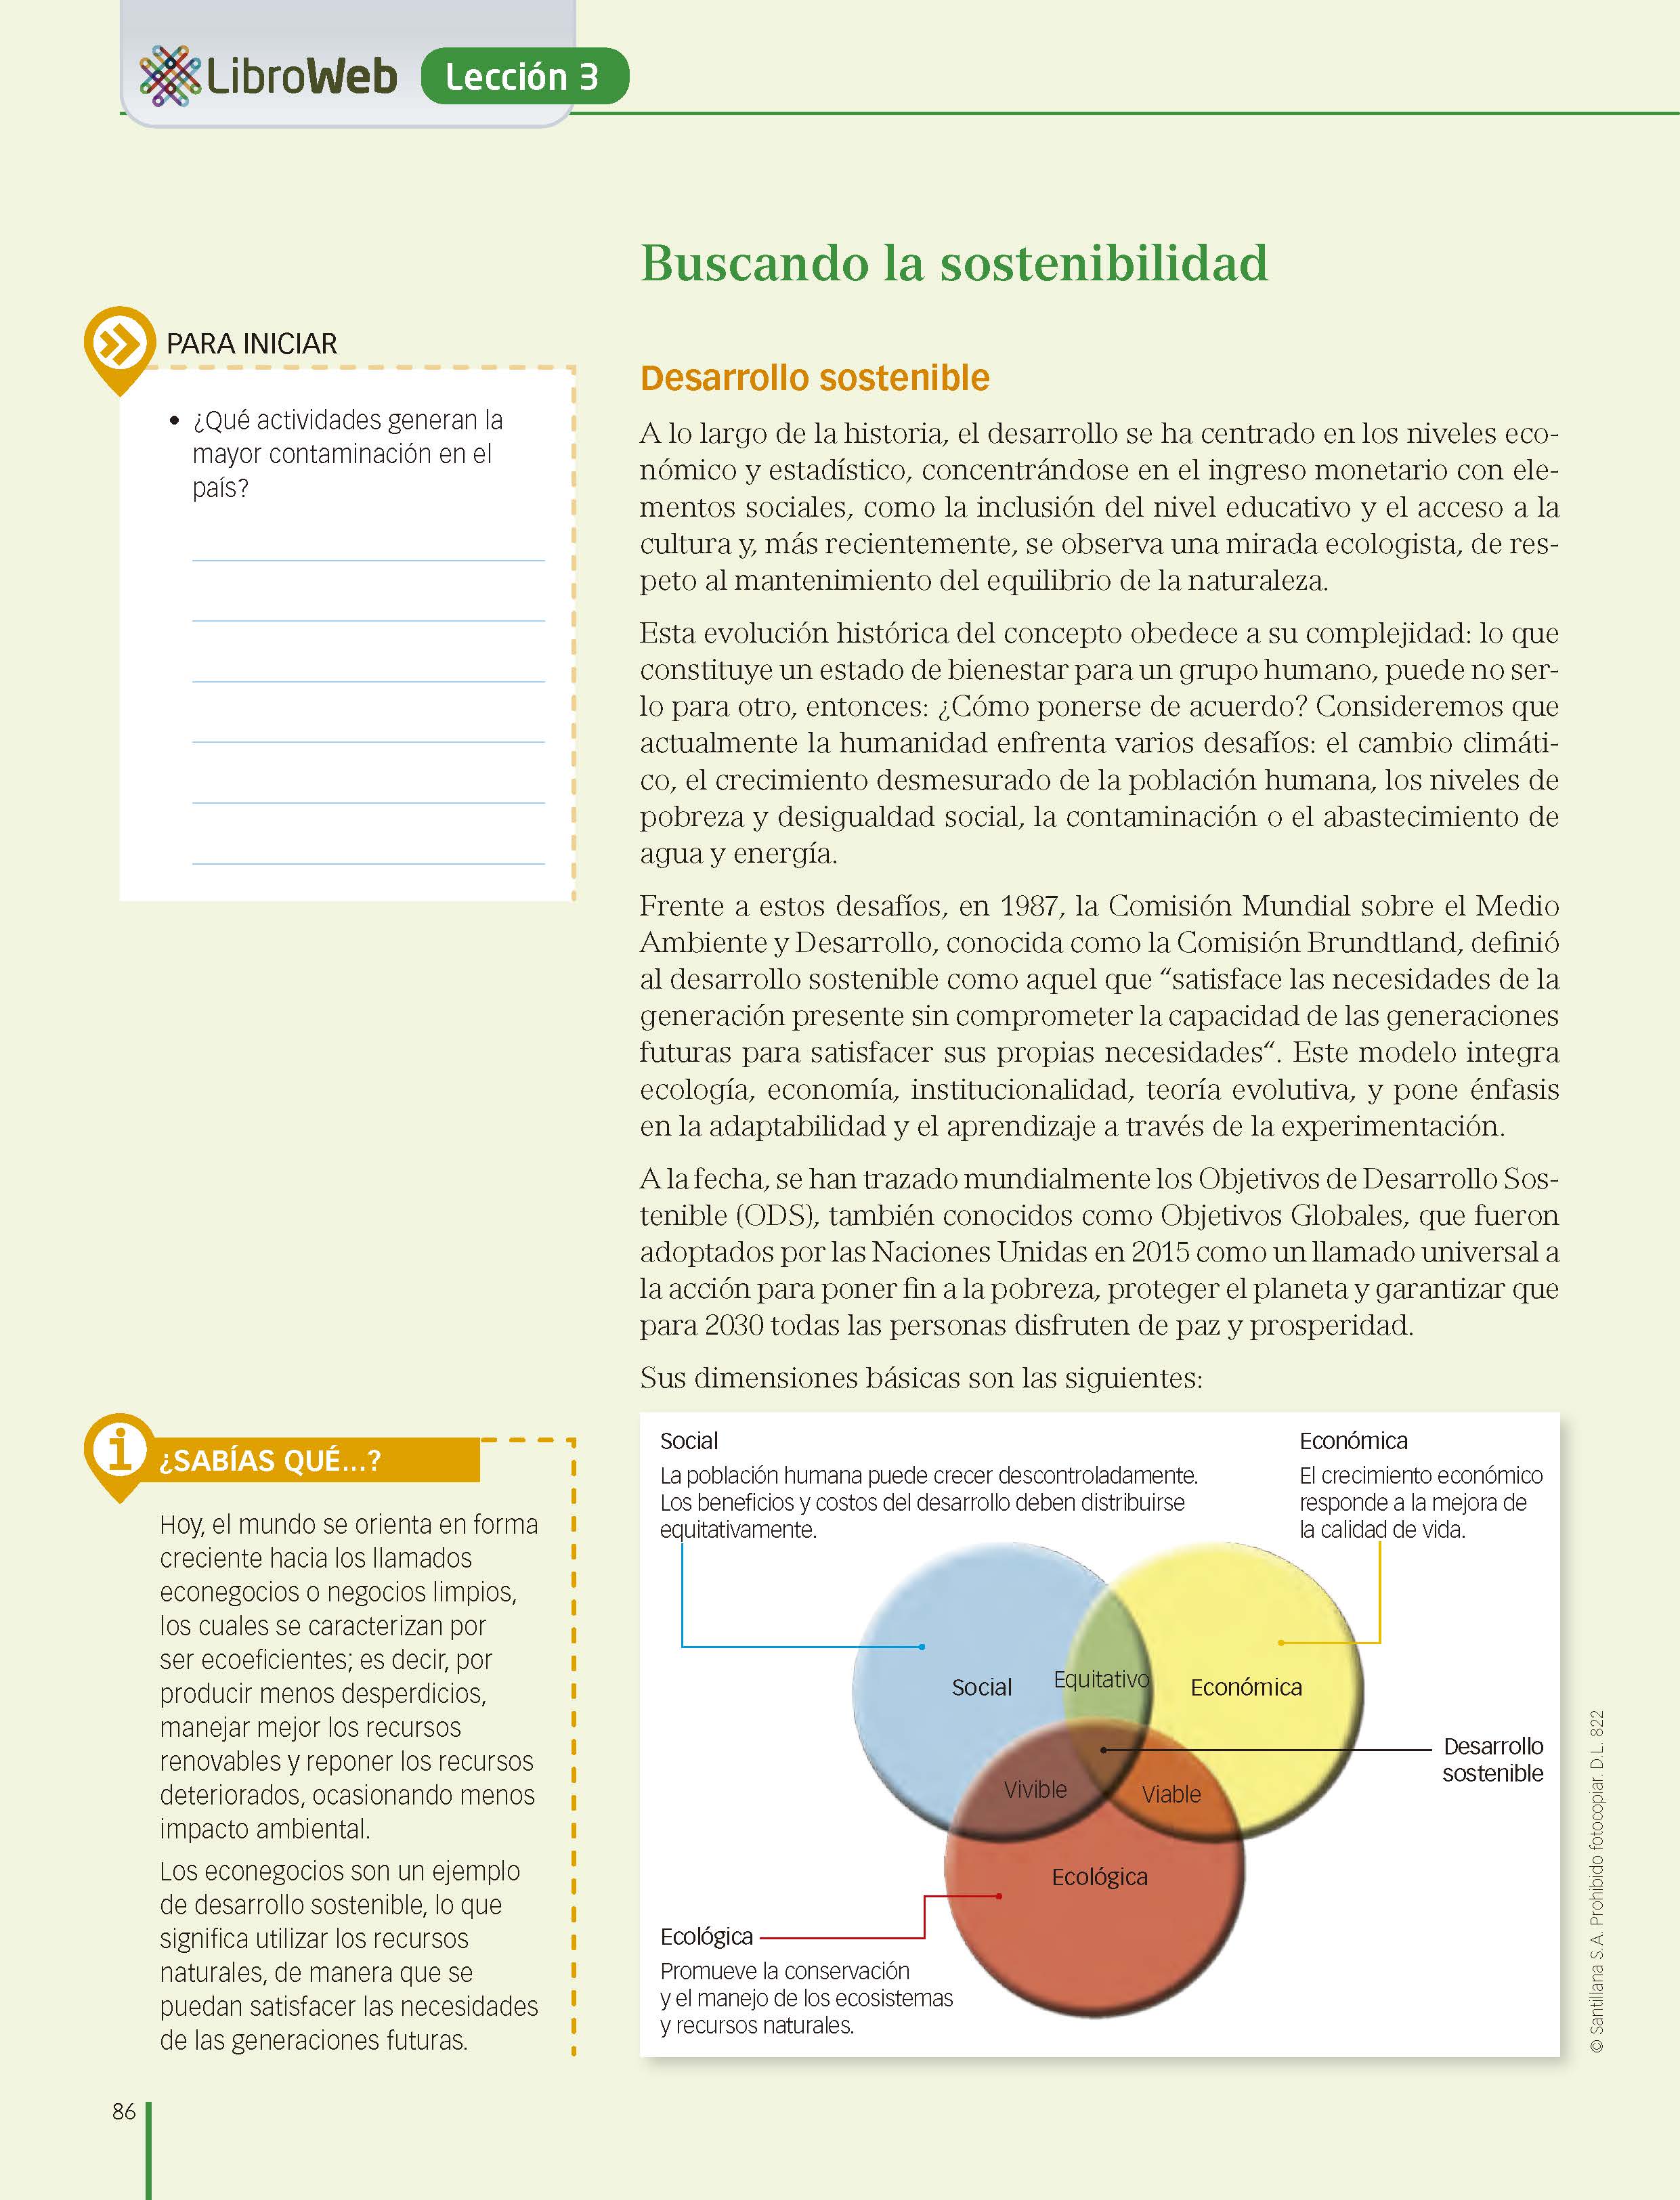 LibroWeb Lección 3
Buscando la sostenibilidad
PARA INICIAR
• ¿Qué actividades generan la
mayor contaminación en el
país?
Desarrollo sostenible
A lo largo de la historia, el desarrollo se ha centrado en los niveles eco-
nómico y estadístico, concentrándose en el ingreso monetario con ele-
mentos sociales, como la inclusión del nivel educativo y el acceso a la
cultura y, más recientemente, se observa una mirada ecologista, de res-
peto al mantenimiento del equilibrio de la naturaleza.
Esta evolución histórica del concepto obedece a su complejidad: lo que
constituye un estado de bienestar para un grupo humano, puede no ser-
lo para otro, entonces: ¿Cómo ponerse de acuerdo? Consideremos que
actualmente la humanidad enfrenta varios desafíos: el cambio climáti-
co, el crecimiento desmesurado de la población humana, los niveles de
pobreza y desigualdad social, la contaminación o el abastecimiento de
agua y energía.
Frente a estos desafíos, en 1987, la Comisión Mundial sobre el Medio
Ambiente y Desarrollo, conocida como la Comisión Brundtland, definió
al desarrollo sostenible como aquel que “satisface las necesidades de la
generación presente sin comprometer la capacidad de las generaciones
futuras para satisfacer sus propias necesidades“. Este modelo integra
ecología, economía, institucionalidad, teoría evolutiva, y pone énfasis
en la adaptabilidad y el aprendizaje a través de la experimentación.
A la fecha, se han trazado mundialmente los Objetivos de Desarrollo Sos-
tenible (ODS), también conocidos como Objetivos Globales, que fueron
adoptados por las Naciones Unidas en 2015 como un llamado universal a
la acción para poner fin a la pobreza, proteger el planeta y garantizar que
para 2030 todas las personas disfruten de paz y prosperidad.
Sus dimensiones básicas son las siguientes:
¿SABÍAS QUÉ...?
Hoy, el mundo se orienta en forma
creciente hacia los llamados
econegocios o negocios limpios,
los cuales se caracterizan por
ser ecoeficientes; es decir, por
producir menos desperdicios,
manejar mejor los recursos
renovables y reponer los recursos
deteriorados, ocasionando menos
impacto ambiental.
Los econegocios son un ejemplo
de desarrollo sostenible, lo que
significa utilizar los recursos
naturales, de manera que se
puedan satisfacer las necesidades
de las generaciones futuras.
Social
La población humana puede crecer descontroladamente.
Los beneficios y costos del desarrollo deben distribuirse
equitativamente.
Económica
El crecimiento económico
responde a la mejora de
la calidad de vida.
Social
Equitativo
Económica
Desarrollo
sostenible
Vivible
Viable
Ecológica
Ecológica
Promueve la conservación
y el manejo de los ecosistemas
y recursos naturales.
© Santillana S.A. Prohibido fotocopiar. D.L. 822
86